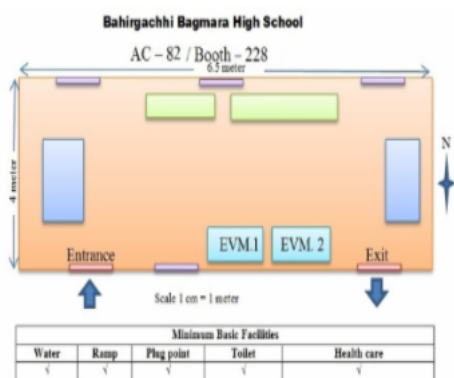 Bahirgachhi Bagmara High School
AC – 82 / Booth – 228
6.5 meter
4 meter
N
EVM.1 EVM. 2
Entrance Exit
Scale 1 cm = 1 meter
Minimum Basic Facilities
Water Ramp Plug point Toilet Health care
√ √ √ √ √